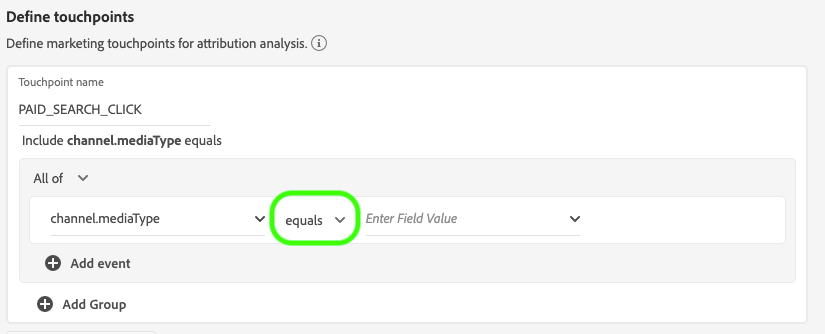 Define touchpoints
Define marketing touchpoints for attribution analysis.
Touchpoint name
PAID_SEARCH_CLICK
Include channel.mediaType equals
All of
channel.mediaType equals Enter Field Value
Add event
Add Group